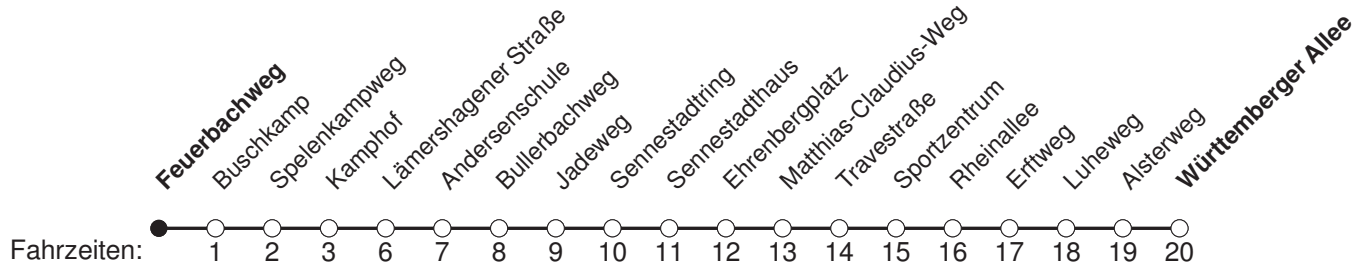 Feuerbachweg
Buschkamp
Spelenkampweg
Kamphof
Lämershagener Straße
Andersenschule
Bullerbachweg
Jadeweg
Sennestadtring
Sennestadthaus
Ehrenbergplatz
Matthias-Claudius-Weg
Travestraße
Sportzentrum
Rheinallee
Erftweg
Luheweg
Alsterweg
Württemberger Allee
Fahrzeiten: 1 2 3 6 7 8 9 10 11 12 13 14 15 16 17 18 19 20